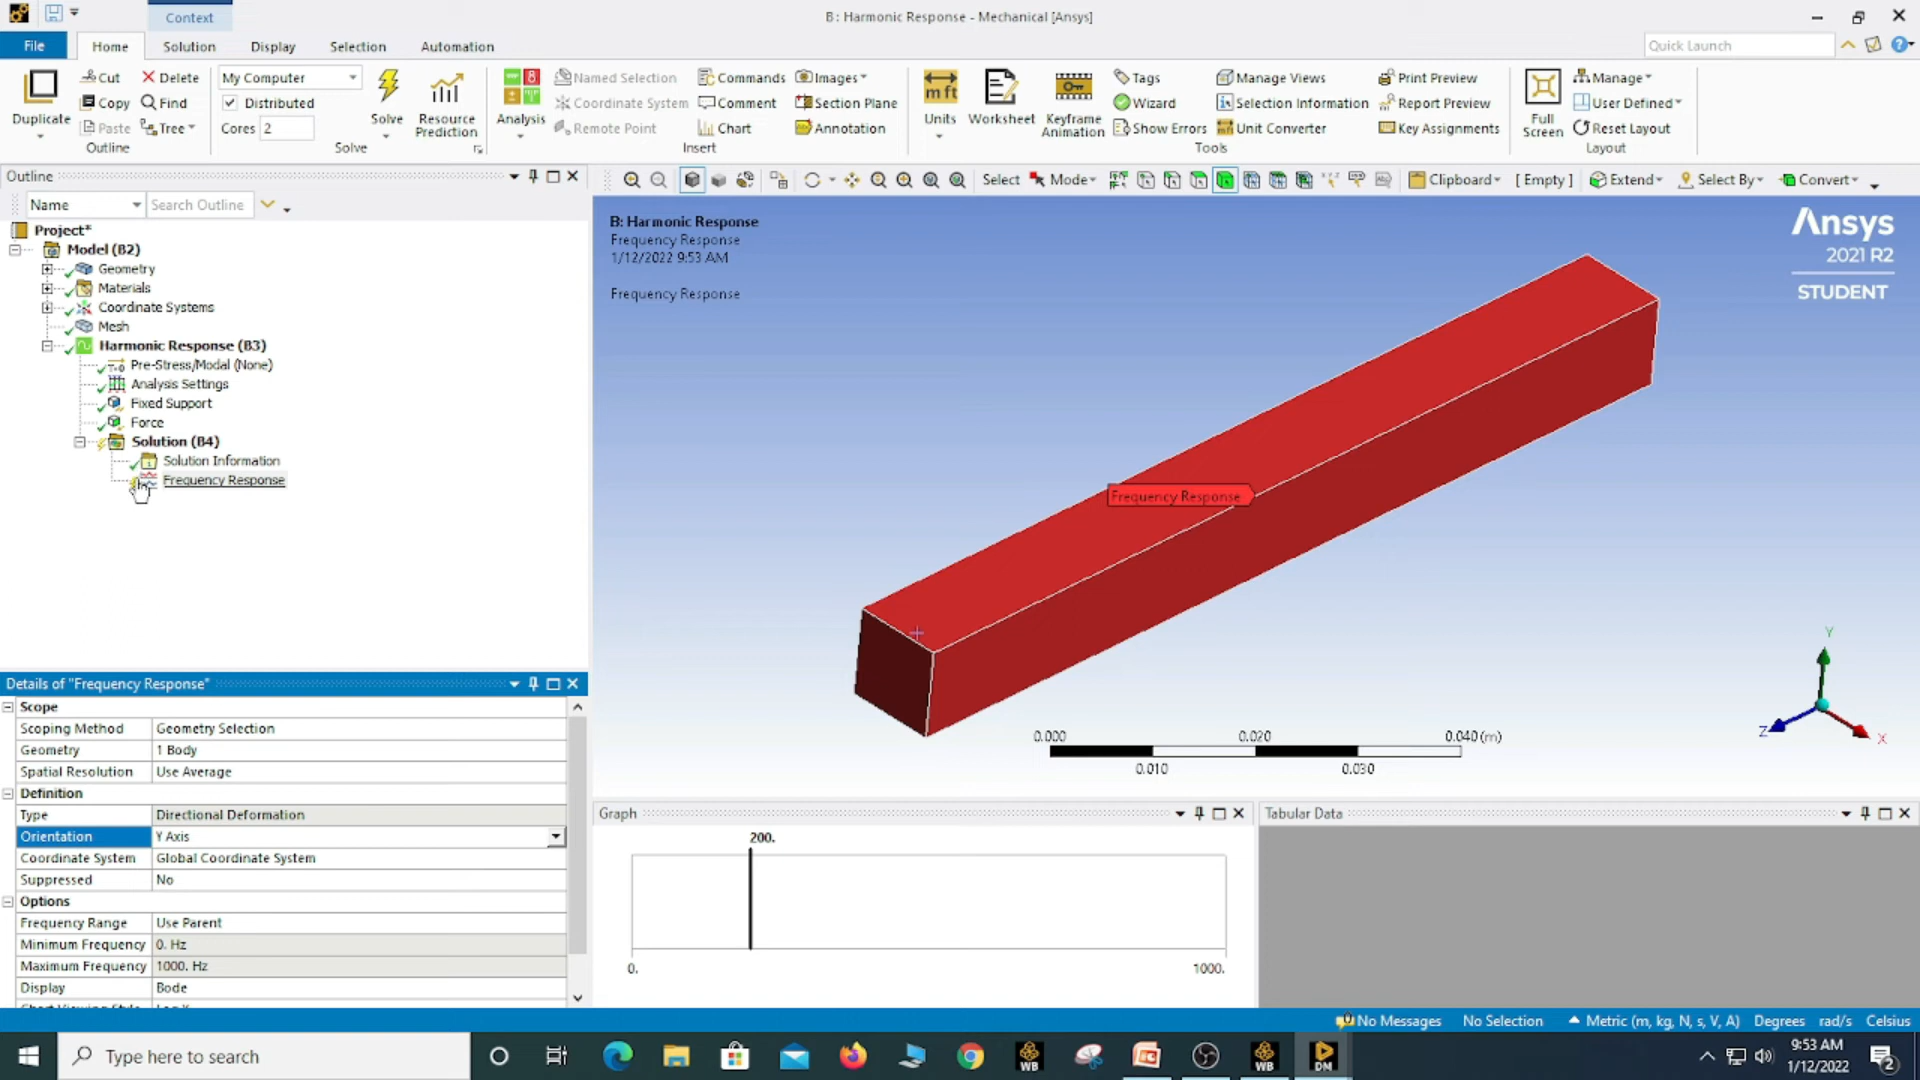 Context
B : Harmonic Response - Mechanical [Ansys]
File
Home
Solution
Display
Selection
Automation
Quick Launch
Duplicate
Cut
Delete
Copy
Find
Paste
Tree
Outline
My Computer
Distributed
Cores 2
Solve
Resource
Prediction
Solve
Analysis
Named Selection
Commands
Images
Coordinate System
Comment
Section Plane
Remote Point
Chart
Annotation
Insert
Units
Worksheet
Keyframe
Animation
Tags
Wizard
Show Errors
Manage Views
Selection Information
Unit Converter
Print Preview
Report Preview
Key Assignments
Tools
Full
Screen
Manage
User Defined
Reset Layout
Layout
Outline
Name
Search Outline
Project*
Model (B2)
Geometry
Materials
Coordinate Systems
Mesh
Harmonic Response (B3)
Pre-Stress/Modal (None)
Analysis Settings
Fixed Support
Force
Solution (B4)
Solution Information
Frequency Response
Select
Mode
Clipboard
[ Empty ]
Extend
Select By
Convert
B: Harmonic Response
Frequency Response
1/12/2022 9:53 AM
Frequency Response
Ansys
2021 R2
STUDENT
Frequency Response
0.000
0.020
0.040 (m)
0.010
0.030
Y
Z
X
Details of "Frequency Response"
Scope
Scoping Method Geometry Selection
Geometry 1 Body
Spatial Resolution Use Average
Definition
Type Directional Deformation
Orientation Y Axis
Coordinate System Global Coordinate System
Suppressed No
Options
Frequency Range Use Parent
Minimum Frequency 0. Hz
Maximum Frequency 1000. Hz
Display Bode
Graph
200.
0.
1000.
Tabular Data
No Messages
No Selection
Metric (m, kg, N, s, V, A)
Degrees
rad/s
Celsius
Type here to search
WB
WB
DM
9:53 AM
1/12/2022
2